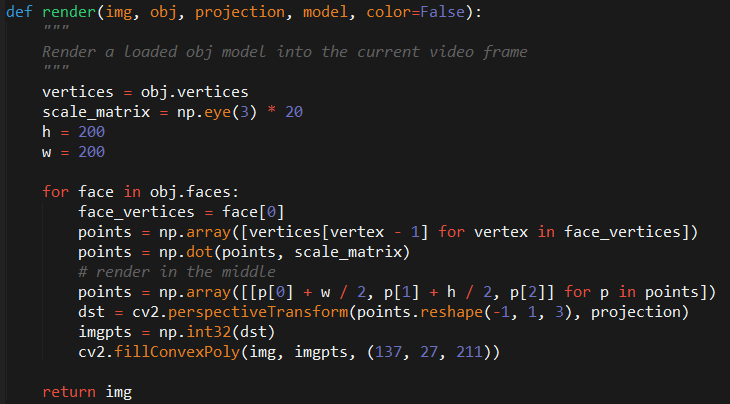 def render(img, obj, projection, model, color=False):
    """
    Render a loaded obj model into the current video frame
    """
    vertices = obj.vertices
    scale_matrix = np.eye(3) * 20
    h = 200
    w = 200

    for face in obj.faces:
        face_vertices = face[0]
        points = np.array([vertices[vertex - 1] for vertex in face_vertices])
        points = np.dot(points, scale_matrix)
        # render in the middle
        points = np.array([[p[0] + w / 2, p[1] + h / 2, p[2]] for p in points])
        dst = cv2.perspectiveTransform(points.reshape(-1, 1, 3), projection)
        imgpts = np.int32(dst)
        cv2.fillConvexPoly(img, imgpts, (137, 27, 211))

    return img